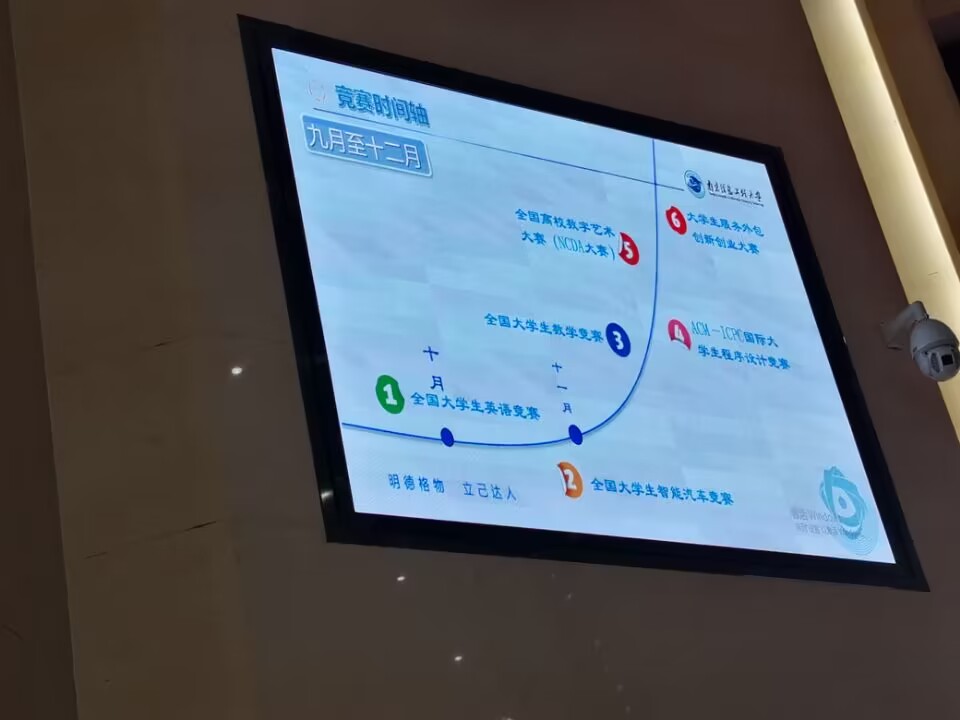 竞赛时间轴
九月至十二月
南京信息工程大学
6
大学生服务外包
创新创业大赛
全国高校数字艺术
大赛（NCDA大赛）
5
全国大学生数学竞赛
3
4
ACM-ICPC国际大
学生程序设计竞赛
十
月
十
一
月
1
全国大学生英语竞赛
2
全国大学生智能汽车竞赛
明德格物 立己达人
激活 Windows